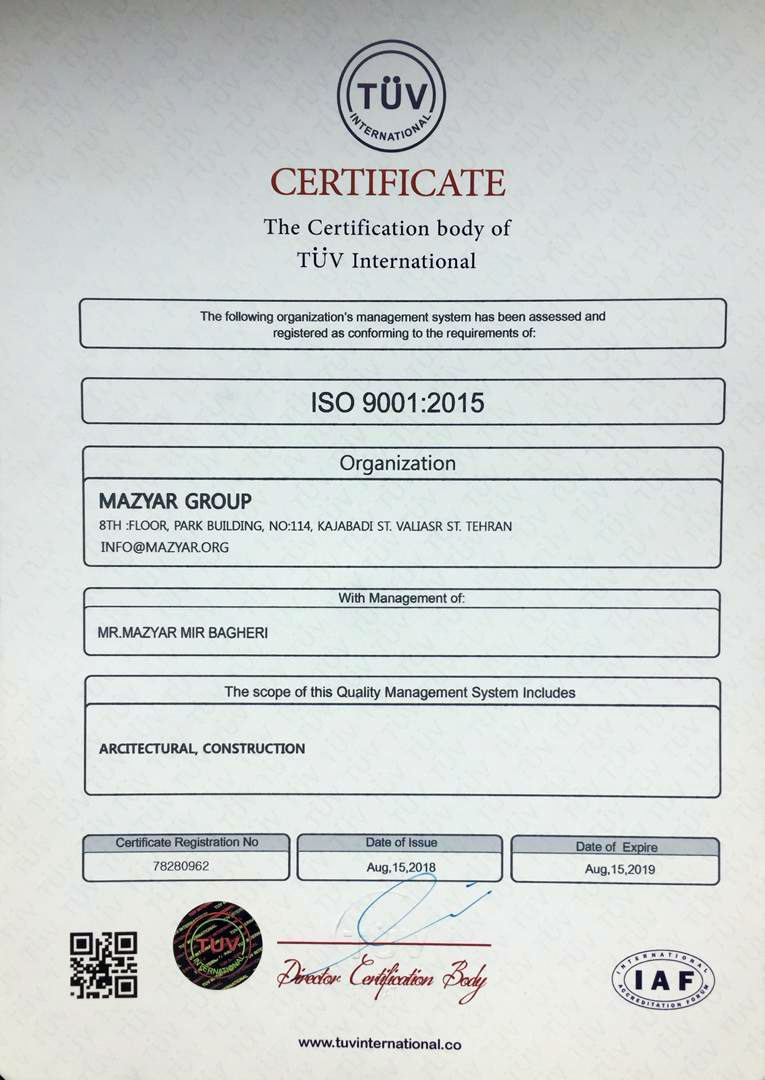 TÜV
INTERNATIONAL
CERTIFICATE
The Certification body of
TÜV International
The following organization's management system has been assessed and
registered as conforming to the requirements of:
ISO 9001:2015
Organization
MAZYAR GROUP
8TH :FLOOR, PARK BUILDING, NO:114, KAJABADI ST. VALIASR ST. TEHRAN
INFO@MAZYAR.ORG
With Management of:
MR.MAZYAR MIR BAGHERI
The scope of this Quality Management System Includes
ARCITECTURAL, CONSTRUCTION
Certificate Registration No
78280962
Date of Issue
Aug,15,2018
Date of Expire
Aug,15,2019
TUV
INTERNATIONAL
Director Certification Body
INTERNATIONAL
IAF
ACCREDITATION FORUM
www.tuvinternational.co